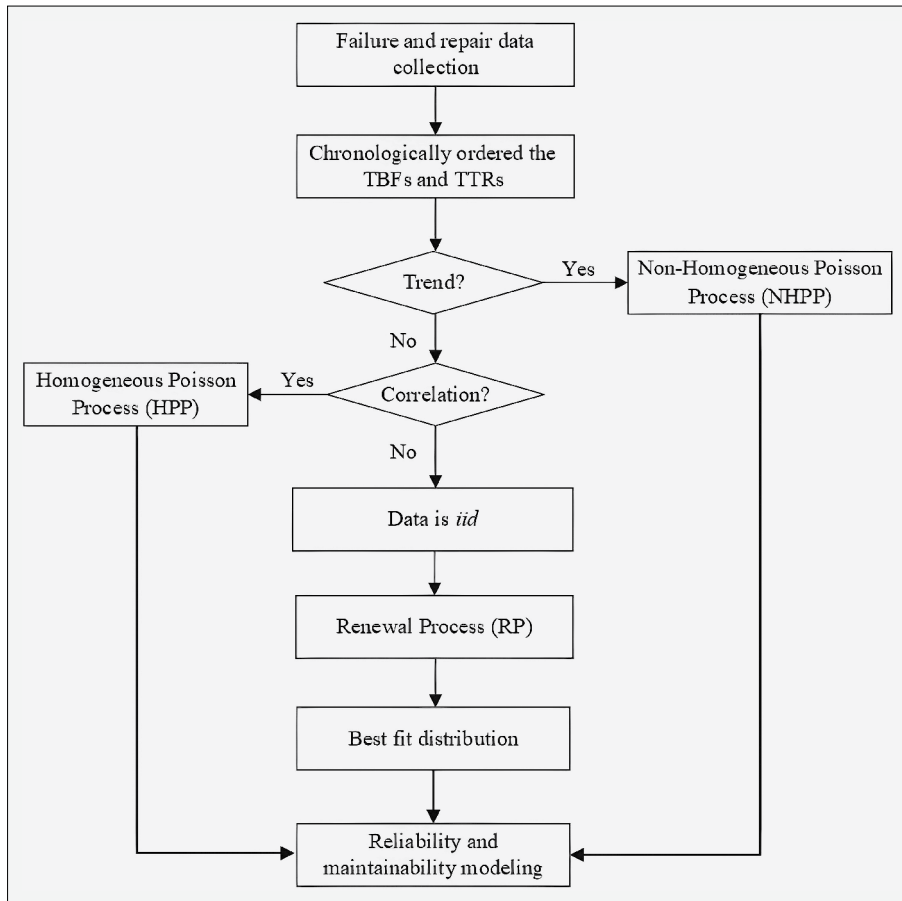 Failure and repair data
collection
Chronologically ordered the
TBFs and TTRs
Trend?
Yes
Non-Homogeneous Poisson
Process (NHPP)
No
Homogeneous Poisson
Process (HPP)
Yes
Correlation?
No
Data is iid
Renewal Process (RP)
Best fit distribution
Reliability and
maintainability modeling